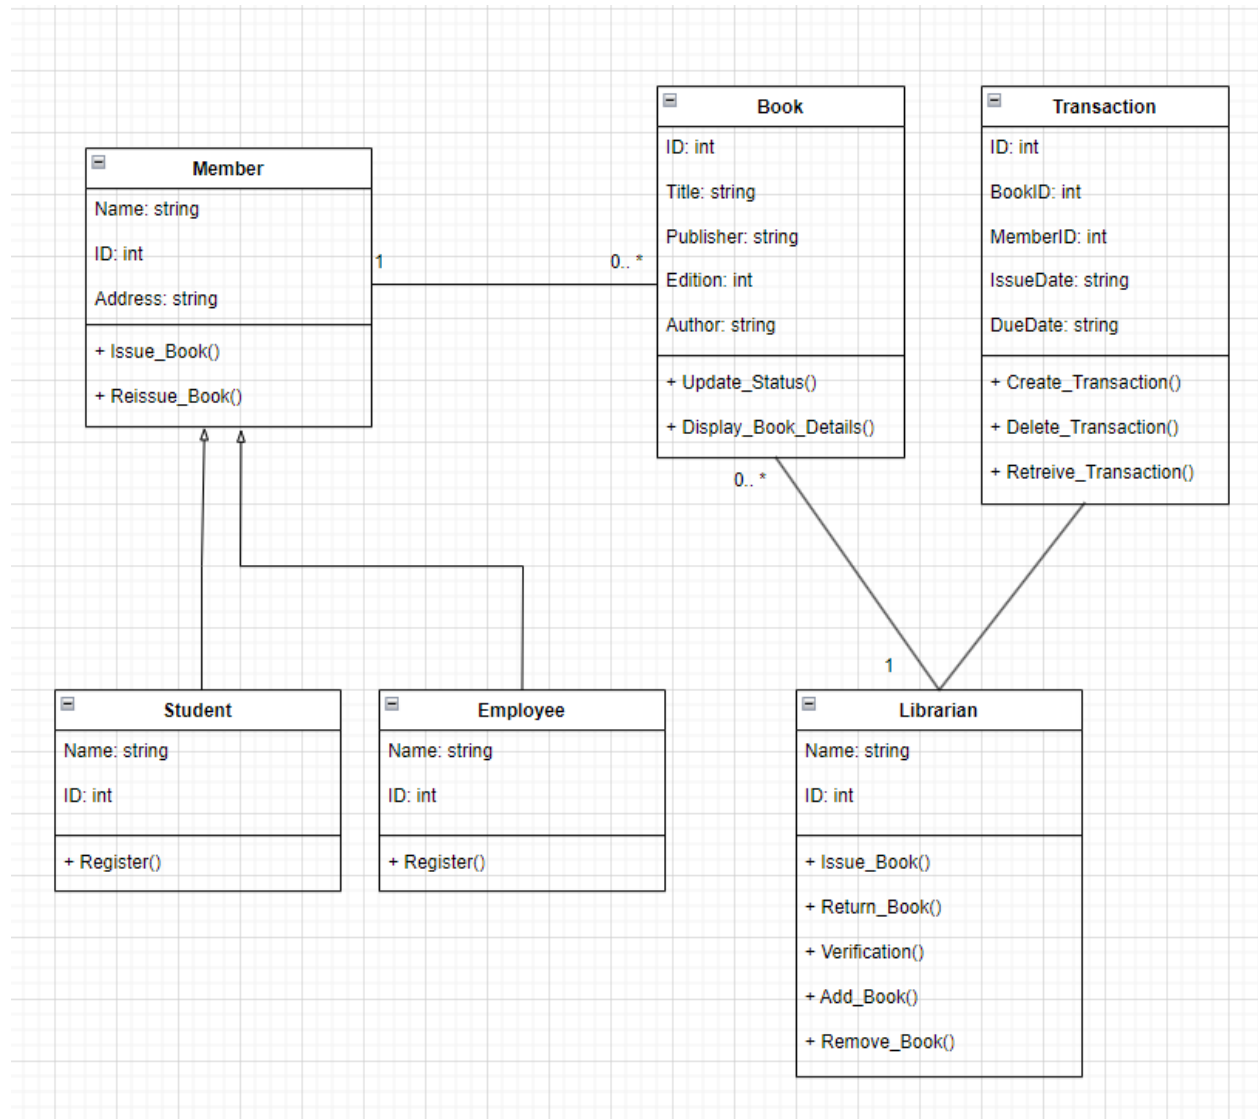 Member
Name: string
ID: int
Address: string
+ Issue_Book()
+ Reissue_Book()
1
0.. *
Book
ID: int
Title: string
Publisher: string
Edition: int
Author: string
+ Update_Status()
+ Display_Book_Details()
0.. *
Transaction
ID: int
BookID: int
MemberID: int
IssueDate: string
DueDate: string
+ Create_Transaction()
+ Delete_Transaction()
+ Retreive_Transaction()
1
Student
Name: string
ID: int
+ Register()
Employee
Name: string
ID: int
+ Register()
Librarian
Name: string
ID: int
+ Issue_Book()
+ Return_Book()
+ Verification()
+ Add_Book()
+ Remove_Book()